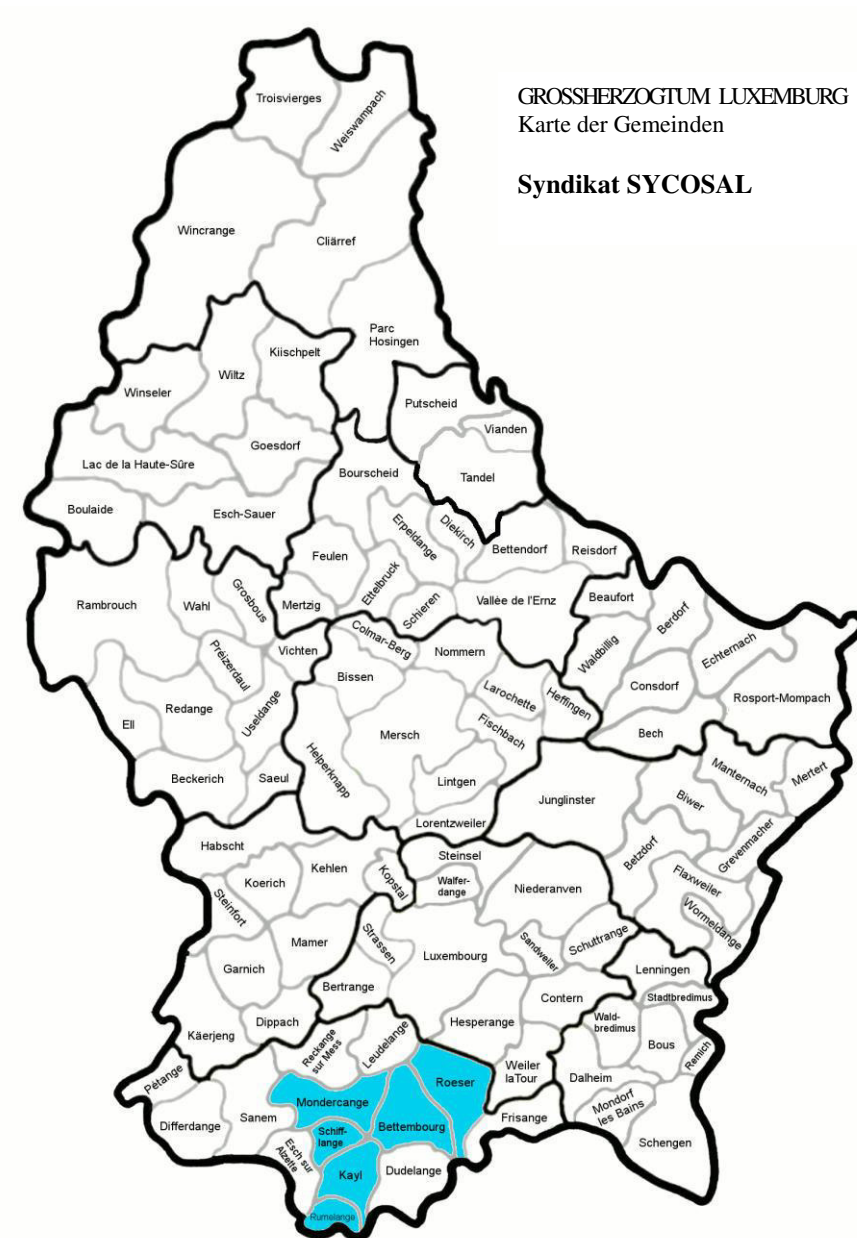 GROSSHERZOGTUM LUXEMBURG
Karte der Gemeinden
Syndikat SYCOSAL
Troisvierges
Weiswampach
Wincrange
Cliärref
Parc
Hosingen
Kiischpelt
Wiltz
Winseler
Putscheid
Vianden
Goesdorf
Lac de la Haute-Sûre
Bourscheid
Tandel
Boulaide
Esch-Sauer
Erpeldange
Diekirch
Bettendorf
Reisdorf
Feulen
Ettelbruck
Rambrouch
Wahl
Grosbous
Mertzig
Schieren
Vallée de l'Ernz
Beaufort
Berdorf
Waldbillig
Echternach
Colmar-Berg
Nommern
Préizerdaul
Vichten
Bissen
Larochette
Heffingen
Consdorf
Rosport-Mompach
Ell
Redange
Useldange
Fischbach
Bech
Mersch
Helperknapp
Beckerich
Saeul
Lintgen
Junglinster
Manternach
Mertert
Biwer
Lorentzweiler
Habscht
Steinsel
Betzdorf
Grevenmacher
Kehlen
Kopstal
Walfer-
dange
Niederanven
Flaxweiler
Koerich
Steinfort
Wormeldange
Mamer
Strassen
Luxembourg
Sandweiler
Schuttrange
Garnich
Lenningen
Bertrange
Contern
Stadtbredimus
Käerjeng
Dippach
Hesperange
Wald-
bredimus
Bous
Remich
Reckange
sur Mess
Leudelange
Weiler
laTour
Dalheim
Pétange
Roeser
Mondercange
Mondorf
les Bains
Differdange
Sanem
Schiff-
lange
Bettembourg
Frisange
Schengen
Esch sur
Alzette
Kayl
Dudelange
Rumelange